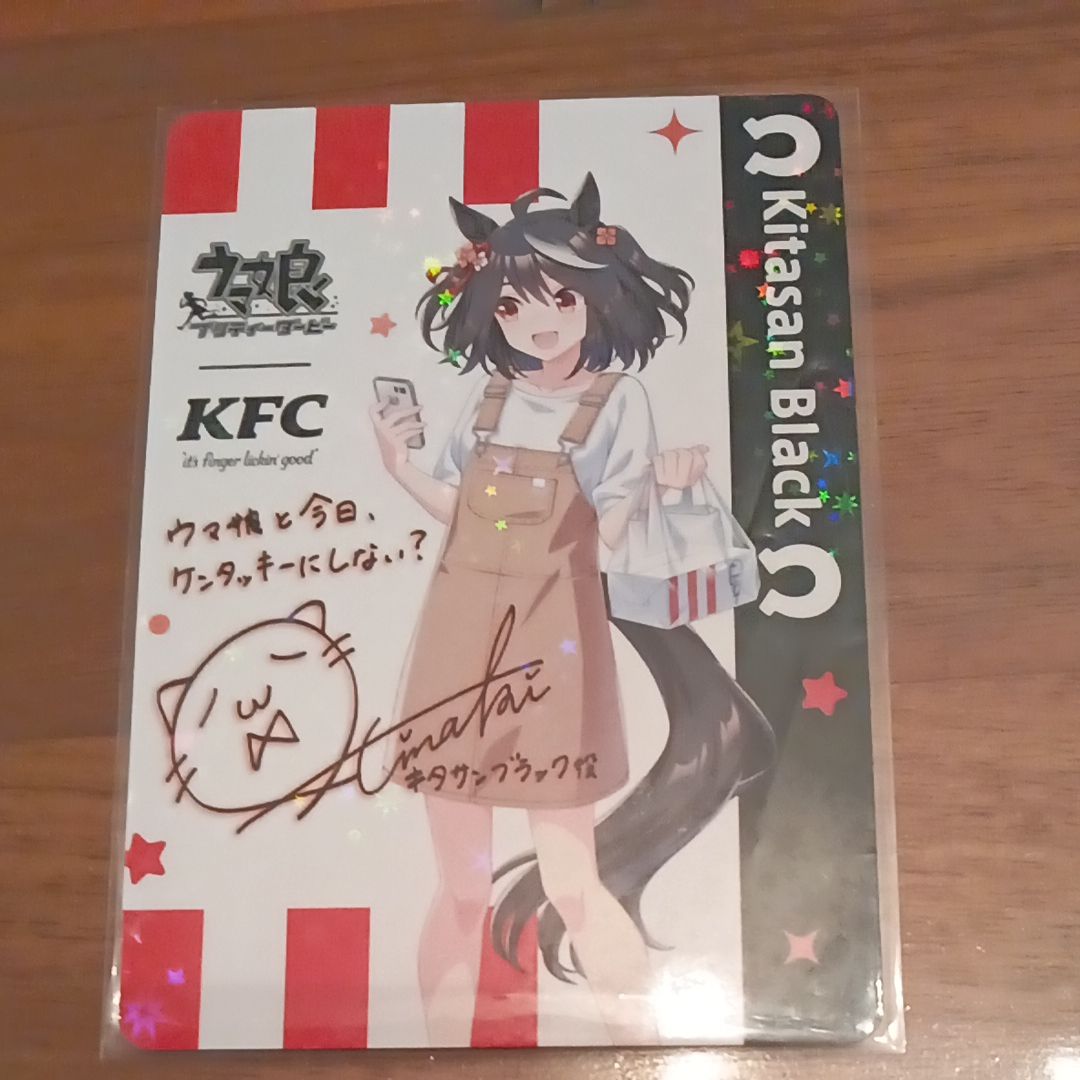 ウマ娘
プリティーダービー
KFC
"it's finger lickin' good"
ウマ娘と今日、
ケンタッキーにしない?
Hinaki
キタサンブラック役
Kitasan Black